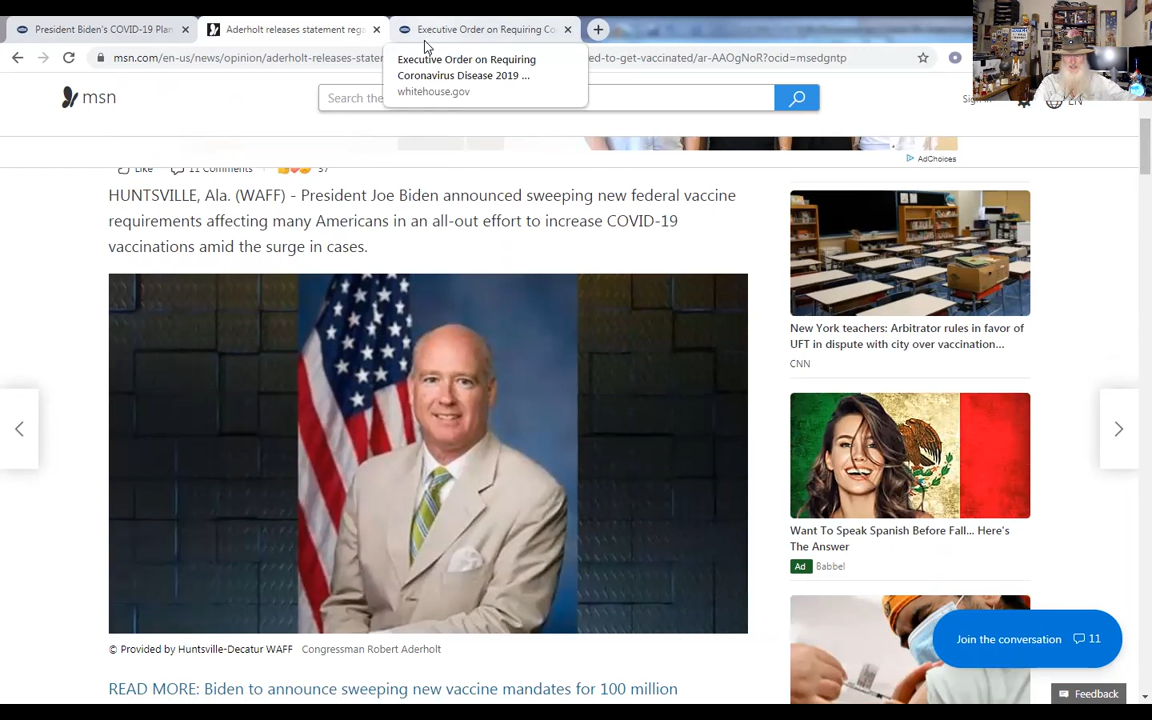 President Biden's COVID-19 Plan
Aderholt releases statement rega
Executive Order on Requiring Co
msn.com/en-us/news/opinion/aderholt-releases-state
ed-to-get-vaccinated/ar-AAOgNoR?ocid=msedgntp
Executive Order on Requiring
Coronavirus Disease 2019 ...
whitehouse.gov
msn
Search the
EN
AdChoices
Like
11 Comments
37
HUNTSVILLE, Ala. (WAFF) - President Joe Biden announced sweeping new federal vaccine
requirements affecting many Americans in an all-out effort to increase COVID-19
vaccinations amid the surge in cases.
© Provided by Huntsville-Decatur WAFF Congressman Robert Aderholt
READ MORE: Biden to announce sweeping new vaccine mandates for 100 million
New York teachers: Arbitrator rules in favor of
UFT in dispute with city over vaccination...
CNN
Want To Speak Spanish Before Fall... Here's
The Answer
Ad Babbel
Join the conversation 11
Feedback